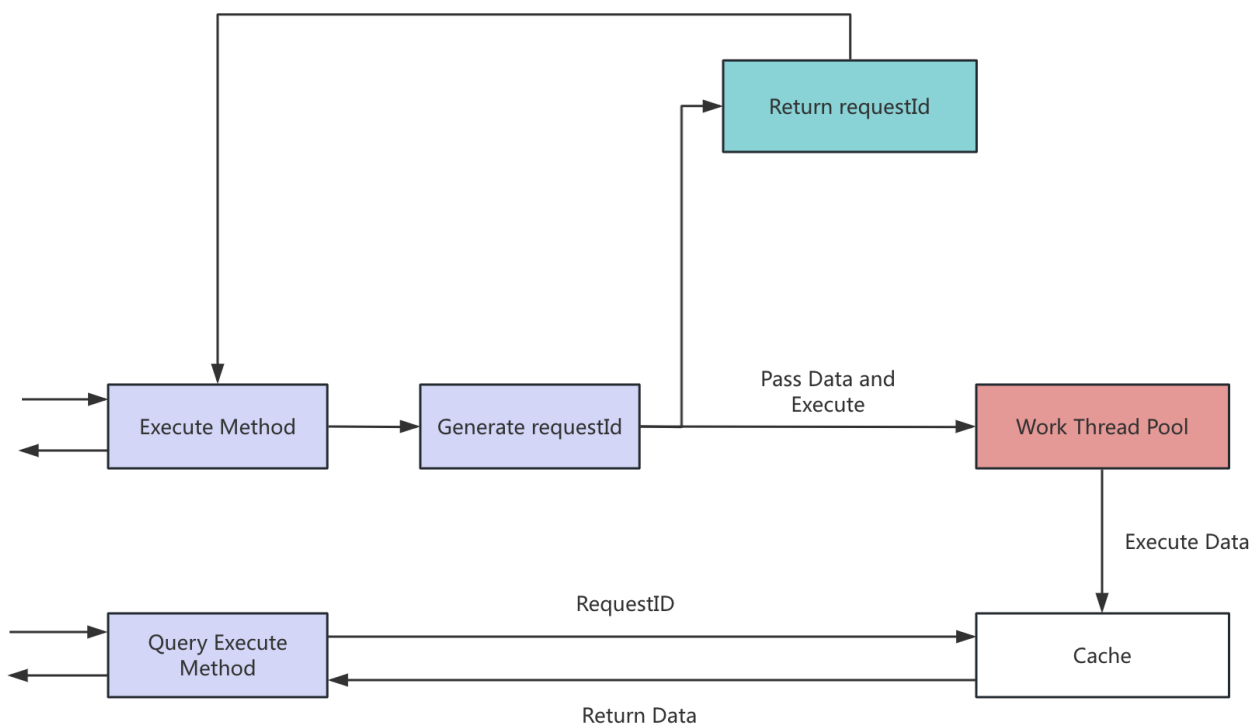 Return requestId
Execute Method
Generate requestId
Pass Data and
Execute
Work Thread Pool
Execute Data
RequestID
Query Execute
Method
Cache
Return Data